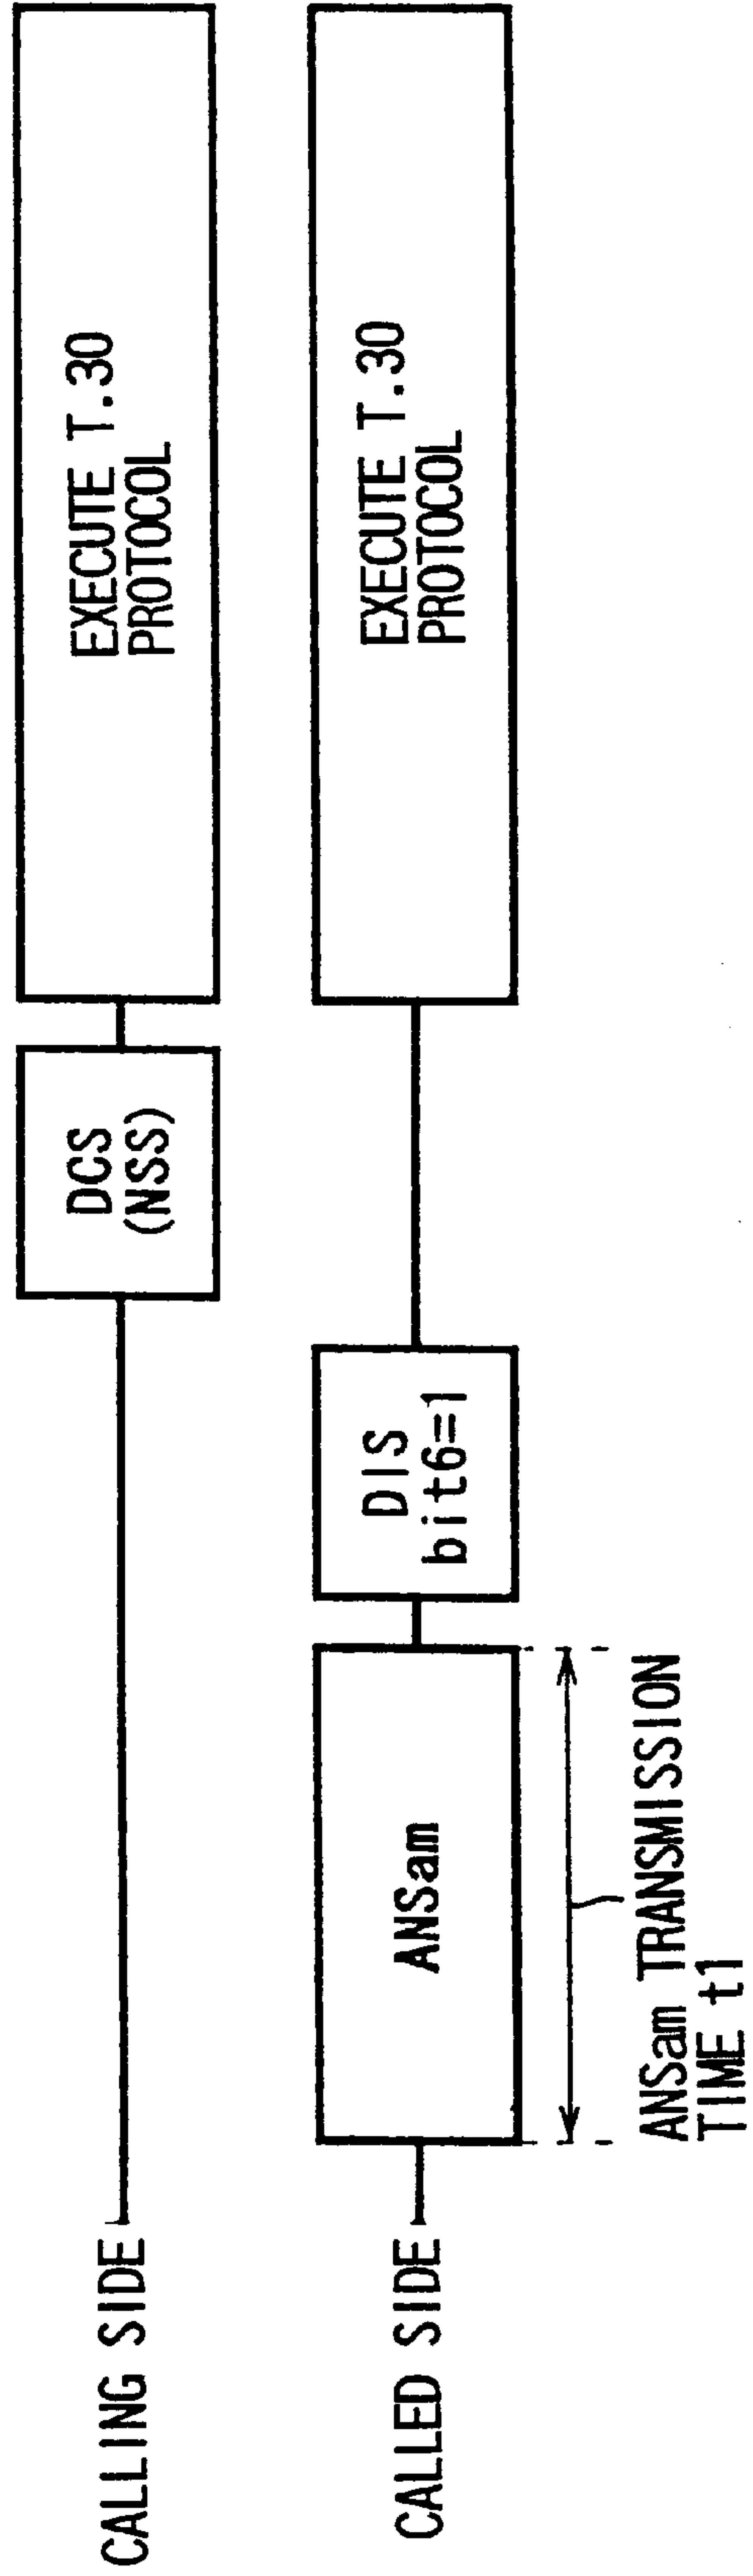 CALLING SIDE
DCS
(NSS)
EXECUTE T.30
PROTOCOL
CALLED SIDE
ANSam
DIS
bit6=1
EXECUTE T.30
PROTOCOL
ANSam TRANSMISSION
TIME t1